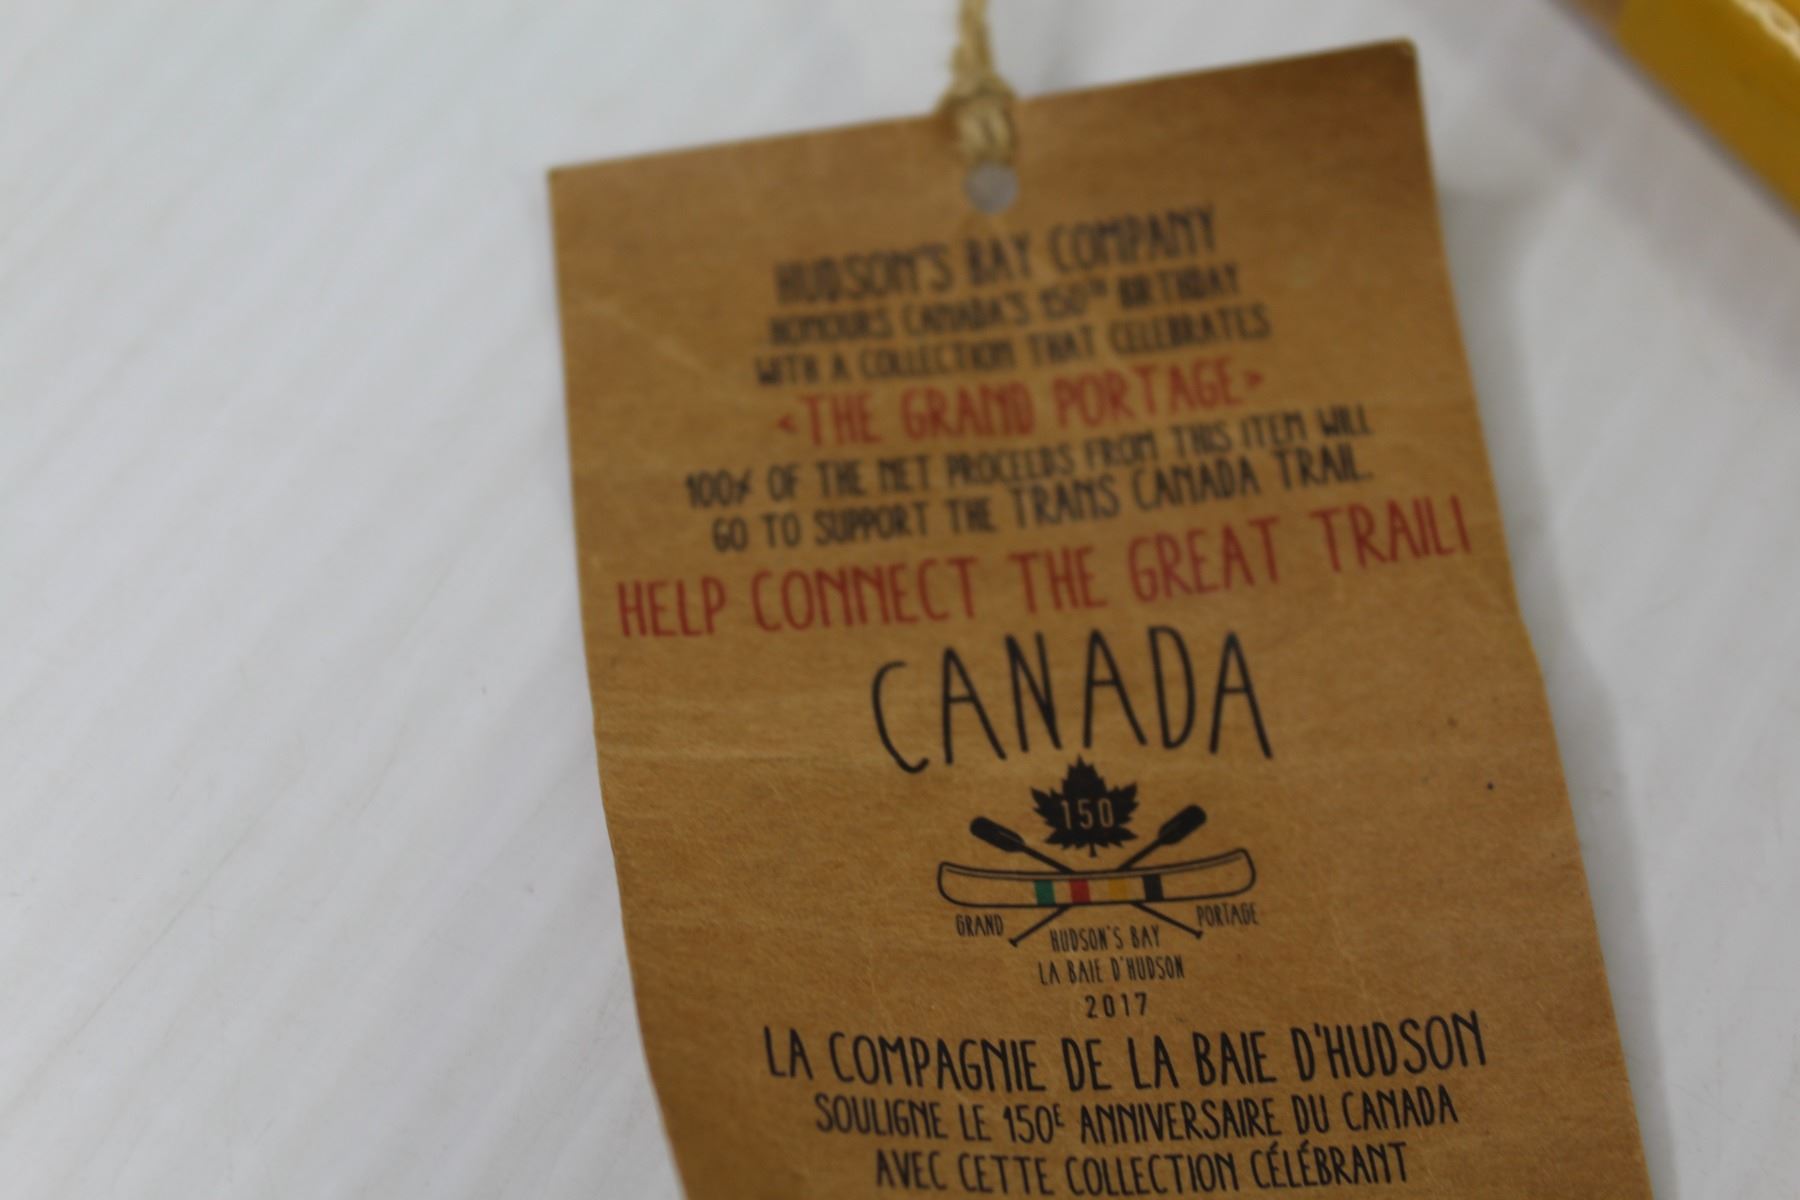 HUDSON'S BAY COMPANY
HONOURS CANADA'S 150TH BIRTHDAY
WITH A COLLECTION THAT CELEBRATES
<THE GRAND PORTAGE>
100% OF THE NET PROCEEDS FROM THIS ITEM WILL
GO TO SUPPORT THE TRANS CANADA TRAIL.
HELP CONNECT THE GREAT TRAIL!
CANADA
150
GRAND PORTAGE
HUDSON'S BAY
LA BAIE D'HUDSON
2017
LA COMPAGNIE DE LA BAIE D'HUDSON
SOULIGNE LE 150E ANNIVERSAIRE DU CANADA
AVEC CETTE COLLECTION CÉLÉBRANT